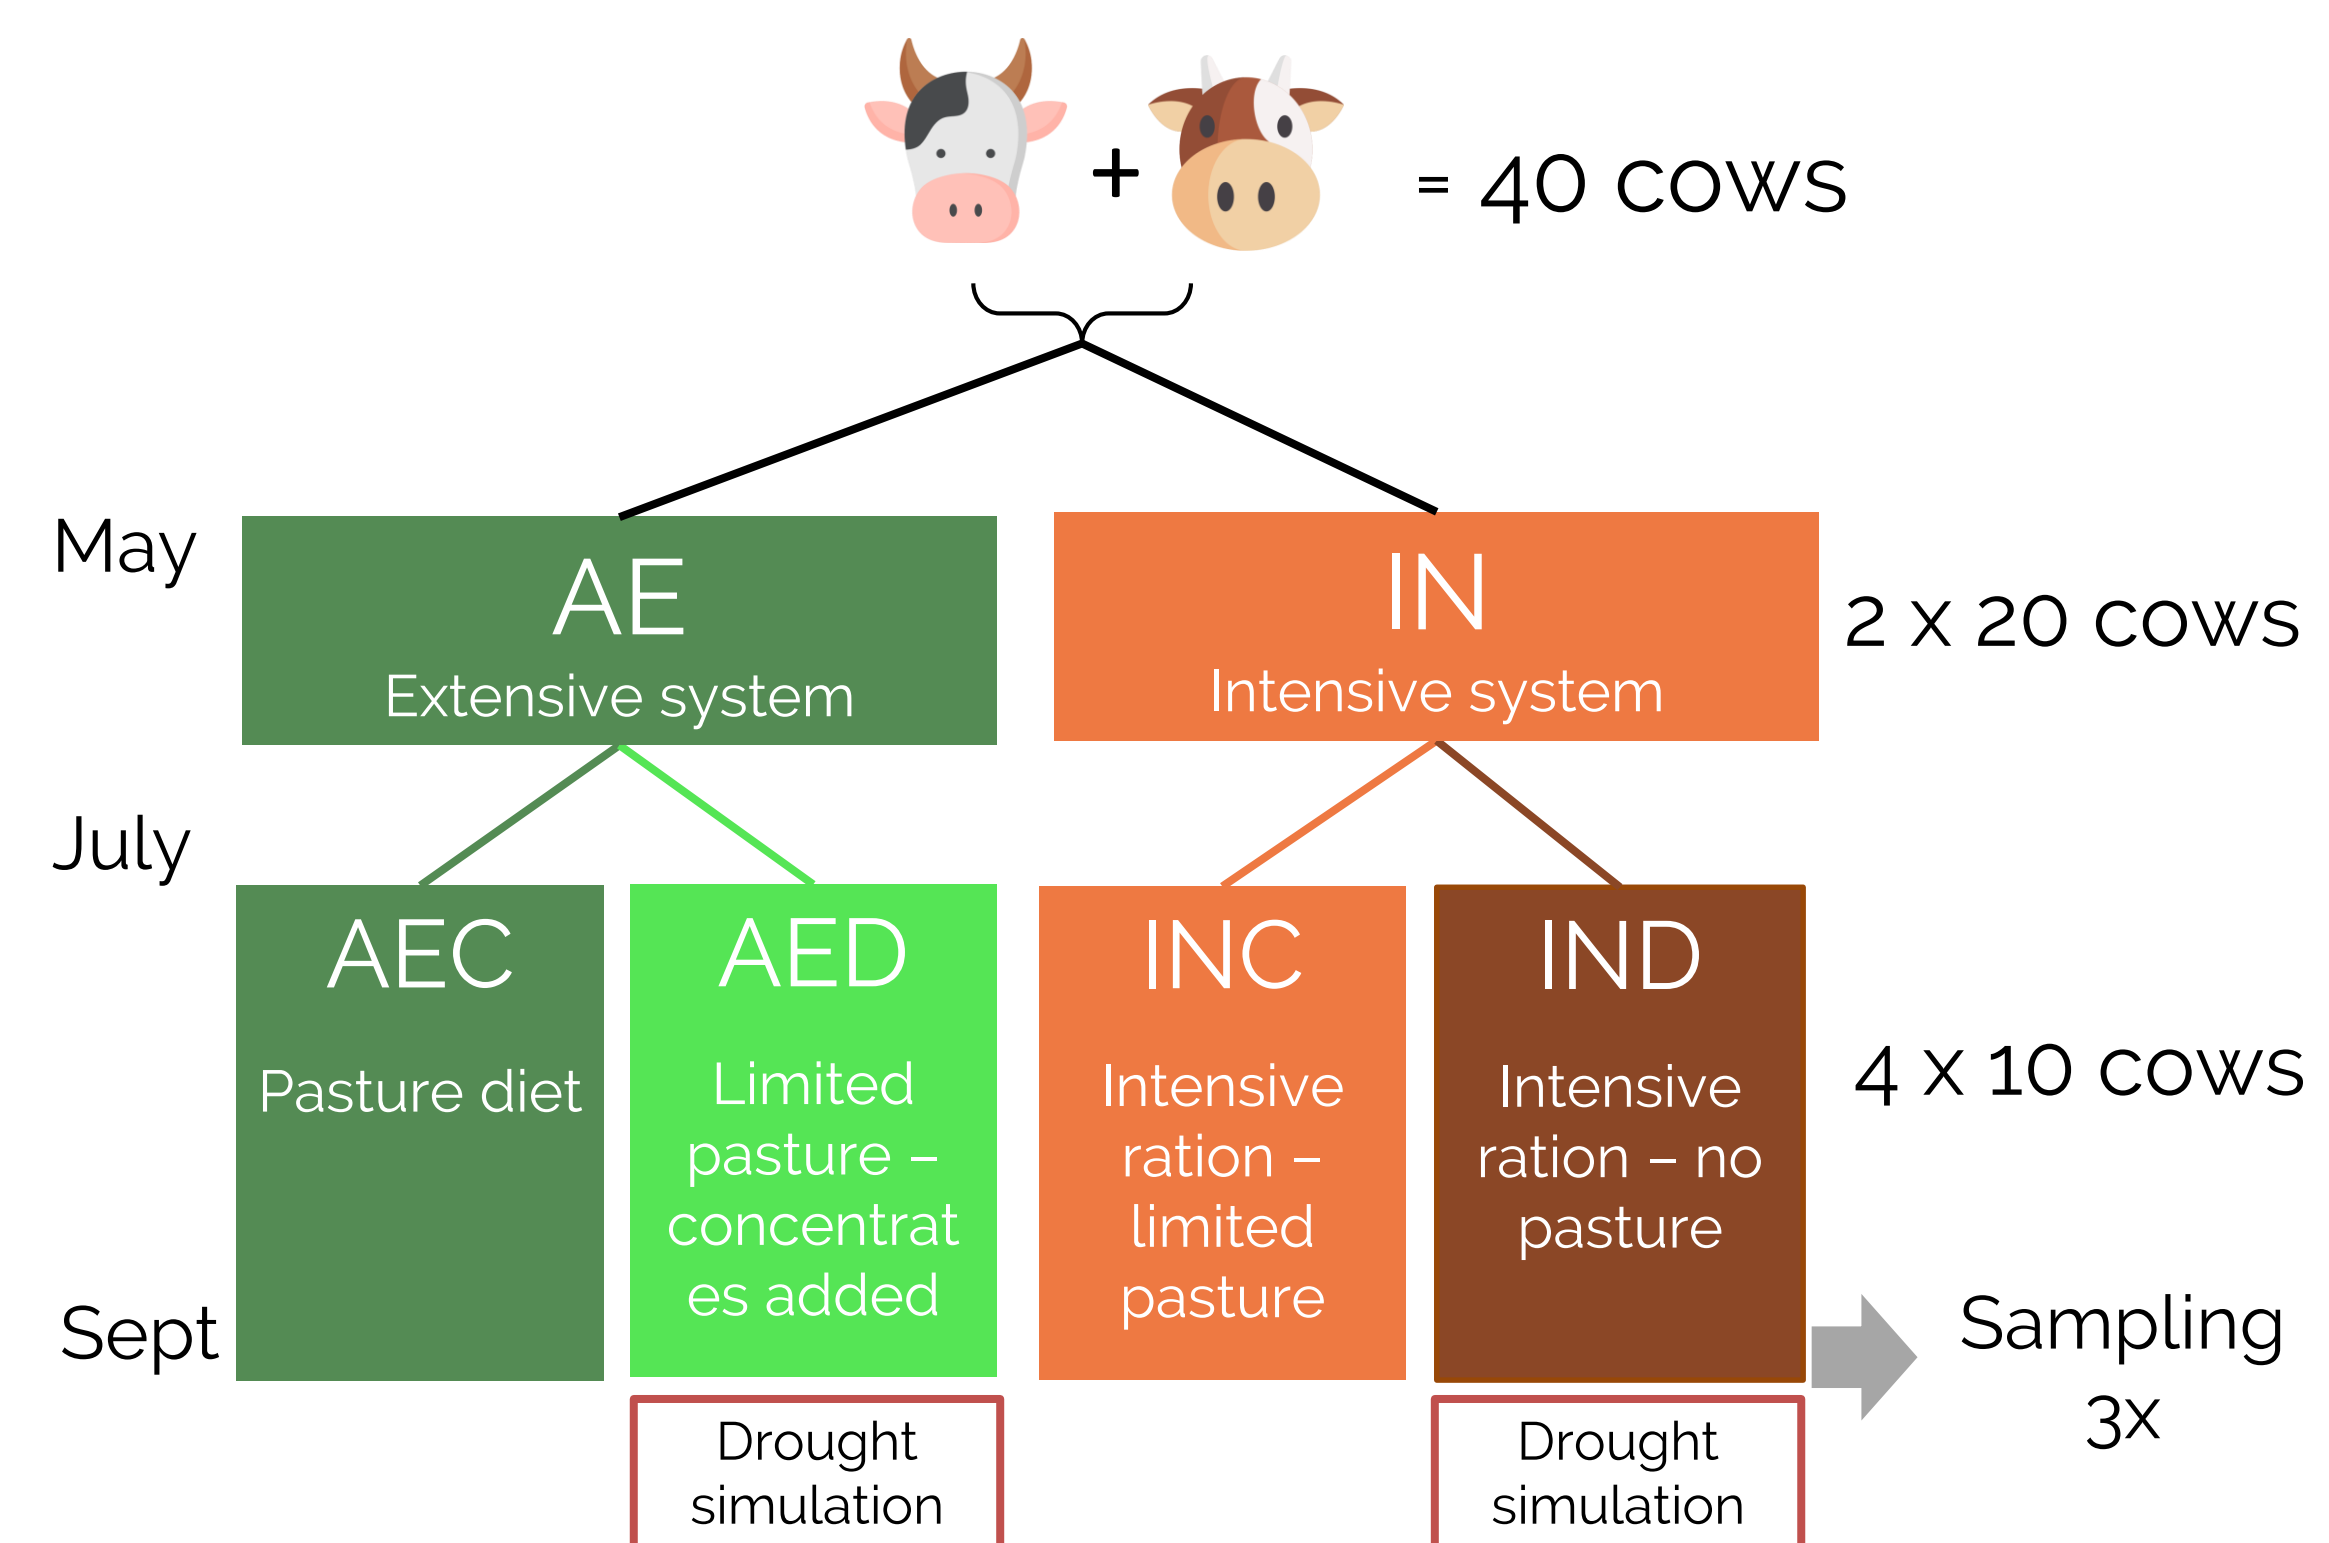 +
= 40 cows
May
AE
Extensive system
IN
Intensive system
2 x 20 cows
July
AEC
Pasture diet
AED
Limited
pasture –
concentrat
es added
INC
Intensive
ration –
limited
pasture
IND
Intensive
ration – no
pasture
4 x 10 cows
Sept
Sampling
3x
Drought
simulation
Drought
simulation